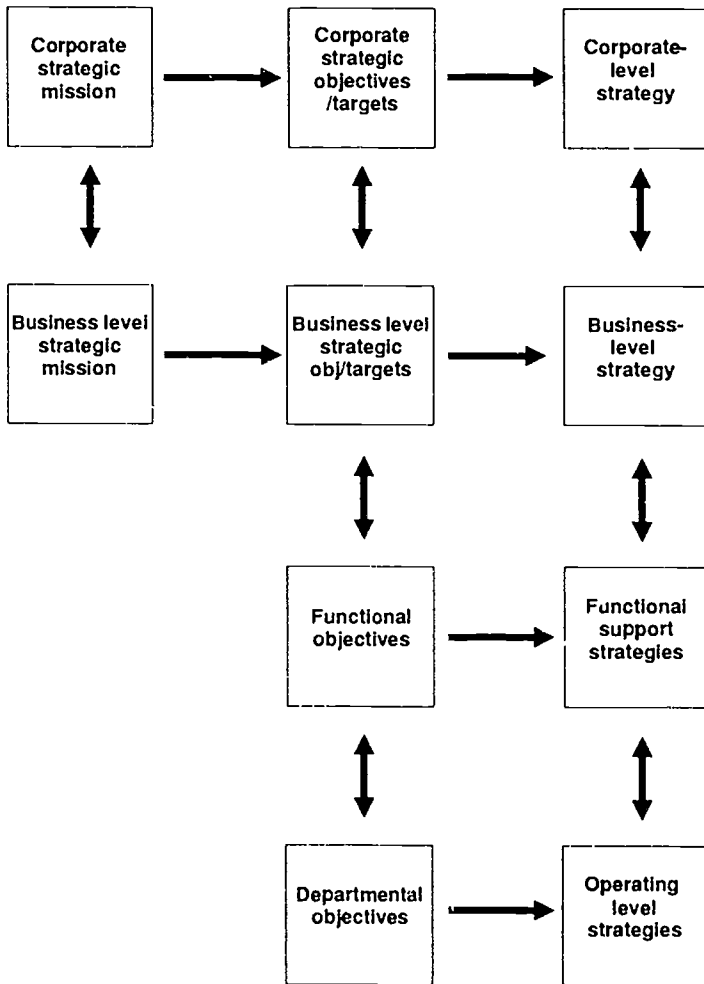 Corporate
strategic
mission
Corporate
strategic
objectives
/targets
Corporate-
level
strategy
Business level
strategic
mission
Business level
strategic
obj/targets
Business-
level
strategy
Functional
objectives
Functional
support
strategies
Departmental
objectives
Operating
level
strategies